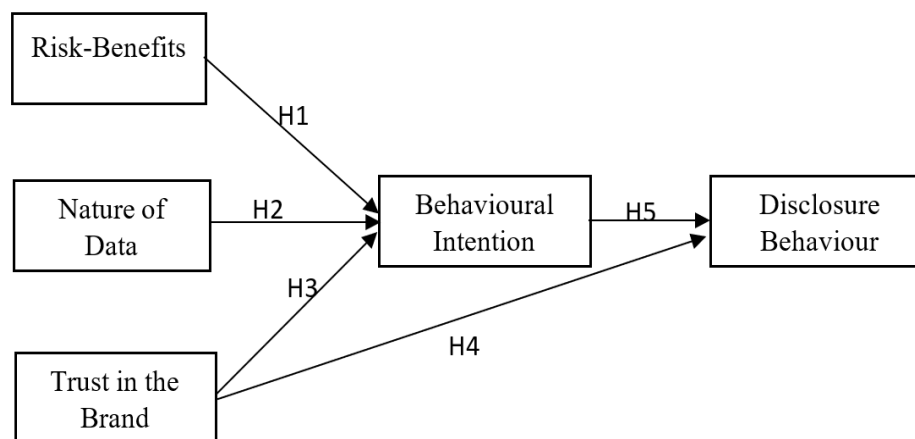 Risk-Benefits
H1
Nature of
Data
H2
Behavioural
Intention
H5
Disclosure
Behaviour
H3
H4
Trust in the
Brand